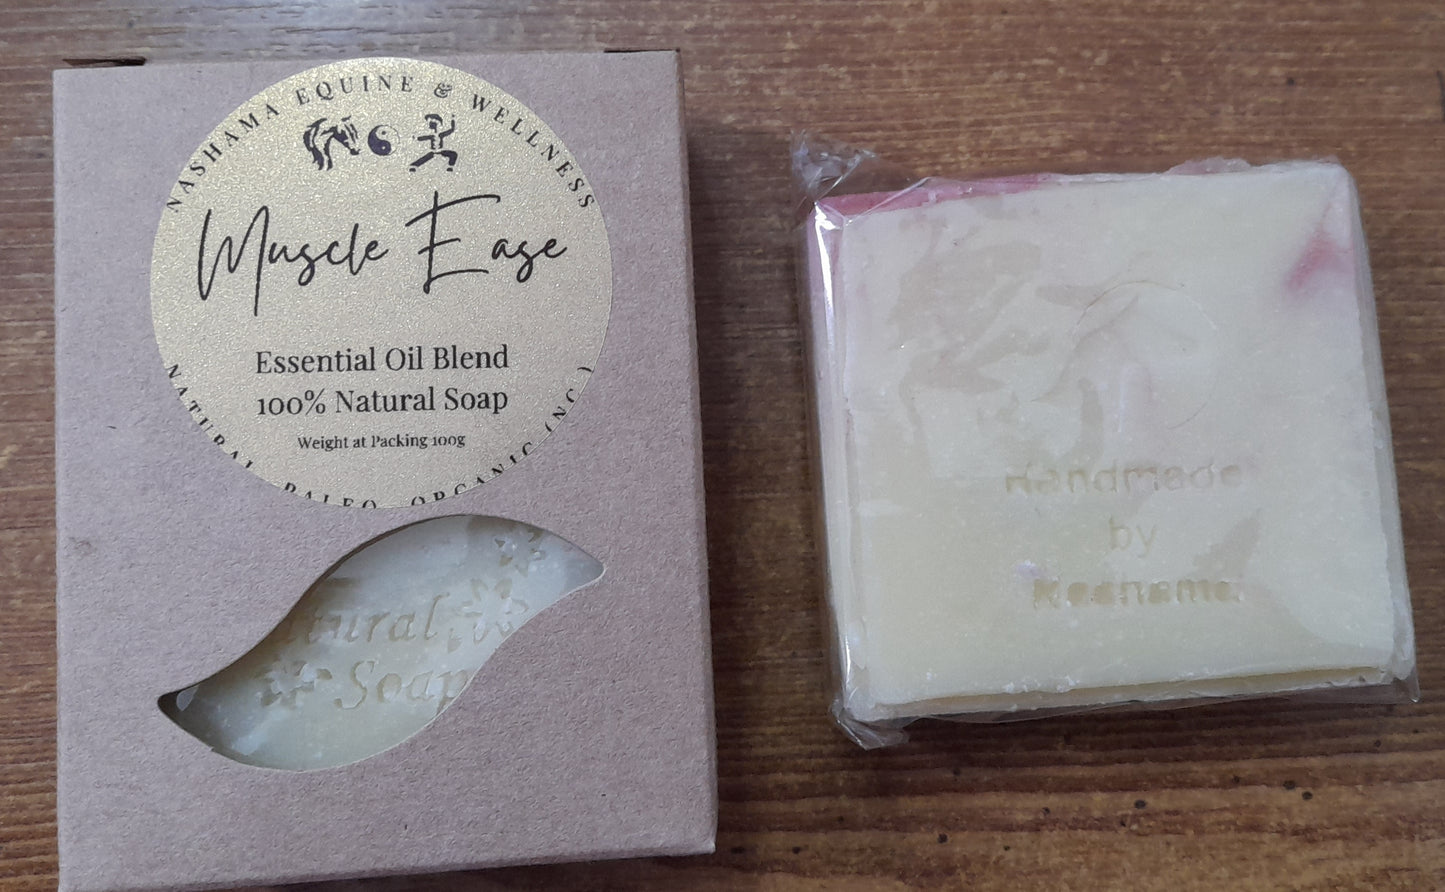 NASHAMA EQUINE & WELLNESS
Muscle Ease
Essential Oil Blend
100% Natural Soap
Weight at Packing 100g
NATURAL PALEO ORGANIC (NC
Natural
Soap
Handmade
by
Nashama